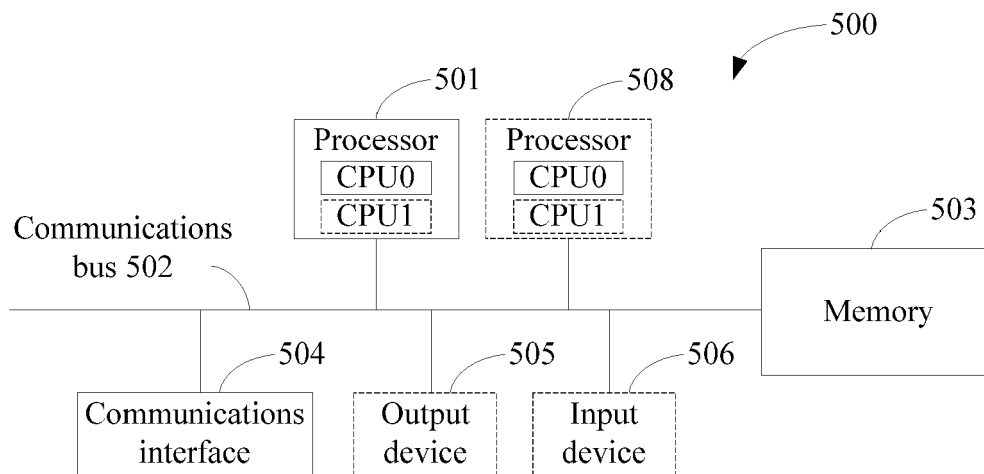 500
501
508
Processor
CPU0
CPU1
Processor
CPU0
CPU1
503
Communications
bus 502
Memory
504
505
506
Communications
interface
Output
device
Input
device